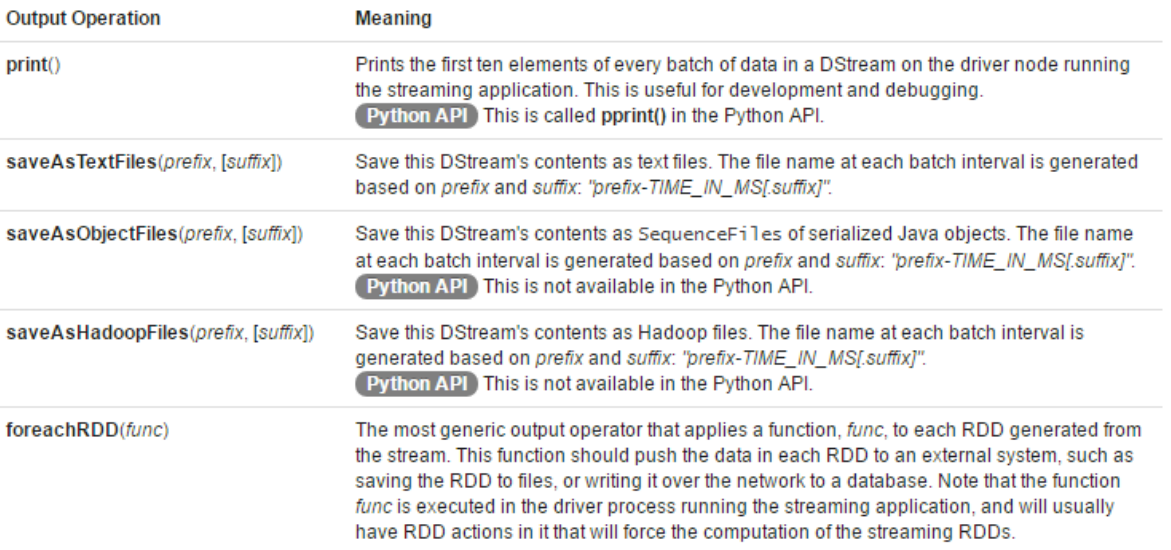 Output Operation Meaning
print() Prints the first ten elements of every batch of data in a DStream on the driver node running
the streaming application. This is useful for development and debugging.
Python API This is called pprint() in the Python API.
saveAsTextFiles(prefix, [suffix]) Save this DStream's contents as text files. The file name at each batch interval is generated
based on prefix and suffix: "prefix-TIME_IN_MS[.suffix]".
saveAsObjectFiles(prefix, [suffix]) Save this DStream's contents as SequenceFiles of serialized Java objects. The file name
at each batch interval is generated based on prefix and suffix: "prefix-TIME_IN_MS[.suffix]".
Python API This is not available in the Python API.
saveAsHadoopFiles(prefix, [suffix]) Save this DStream's contents as Hadoop files. The file name at each batch interval is
generated based on prefix and suffix: "prefix-TIME_IN_MS[.suffix]".
Python API This is not available in the Python API.
foreachRDD(func) The most generic output operator that applies a function, func, to each RDD generated from
the stream. This function should push the data in each RDD to an external system, such as
saving the RDD to files, or writing it over the network to a database. Note that the function
func is executed in the driver process running the streaming application, and will usually
have RDD actions in it that will force the computation of the streaming RDDs.